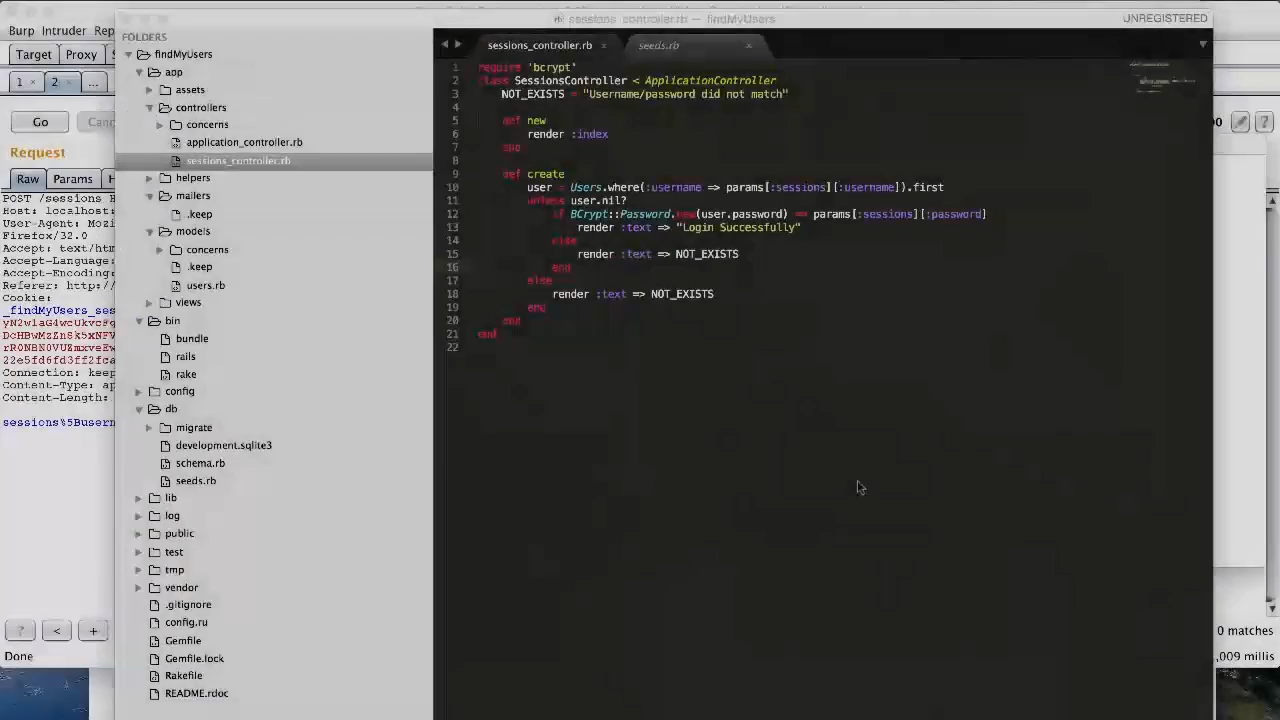 sessions_controller.rb — findMyUsers
UNREGISTERED
Burp Intruder Rep
Target Proxy S
1 × 2 × ...
Go Canc
Request
Raw Params H
POST /sessions H
Host: localhos
User-Agent: Mozi
Firefox/32.0
Accept: text/htm
Accept-Language:
Accept-Encoding:
Referer: http://
Cookie:
_findMyUsers_ses
22e5fd6fd3ff2fca
Connection: keep
Content-Type: ap
Content-Length:
sessions%5Busern
? < +
Done
FOLDERS
findMyUsers
app
assets
controllers
concerns
application_controller.rb
sessions_controller.rb
helpers
mailers
.keep
models
concerns
.keep
users.rb
views
bin
bundle
rails
rake
config
db
migrate
development.sqlite3
schema.rb
seeds.rb
lib
log
public
test
tmp
vendor
.gitignore
config.ru
Gemfile
Gemfile.lock
Rakefile
README.rdoc
sessions_controller.rb × seeds.rb ×
1 require 'bcrypt'
2 class SessionsController < ApplicationController
3 NOT_EXISTS = "Username/password did not match"
4
5 def new
6 render :index
7 end
8
9 def create
10 user = Users.where(:username => params[:sessions][:username]).first
11 unless user.nil?
12 if BCrypt::Password.new(user.password) == params[:sessions][:password]
13 render :text => "Login Successfully"
14 else
15 render :text => NOT_EXISTS
16 end
17 else
18 render :text => NOT_EXISTS
19 end
20 end
21 end
22
?
0 matches
,009 millis